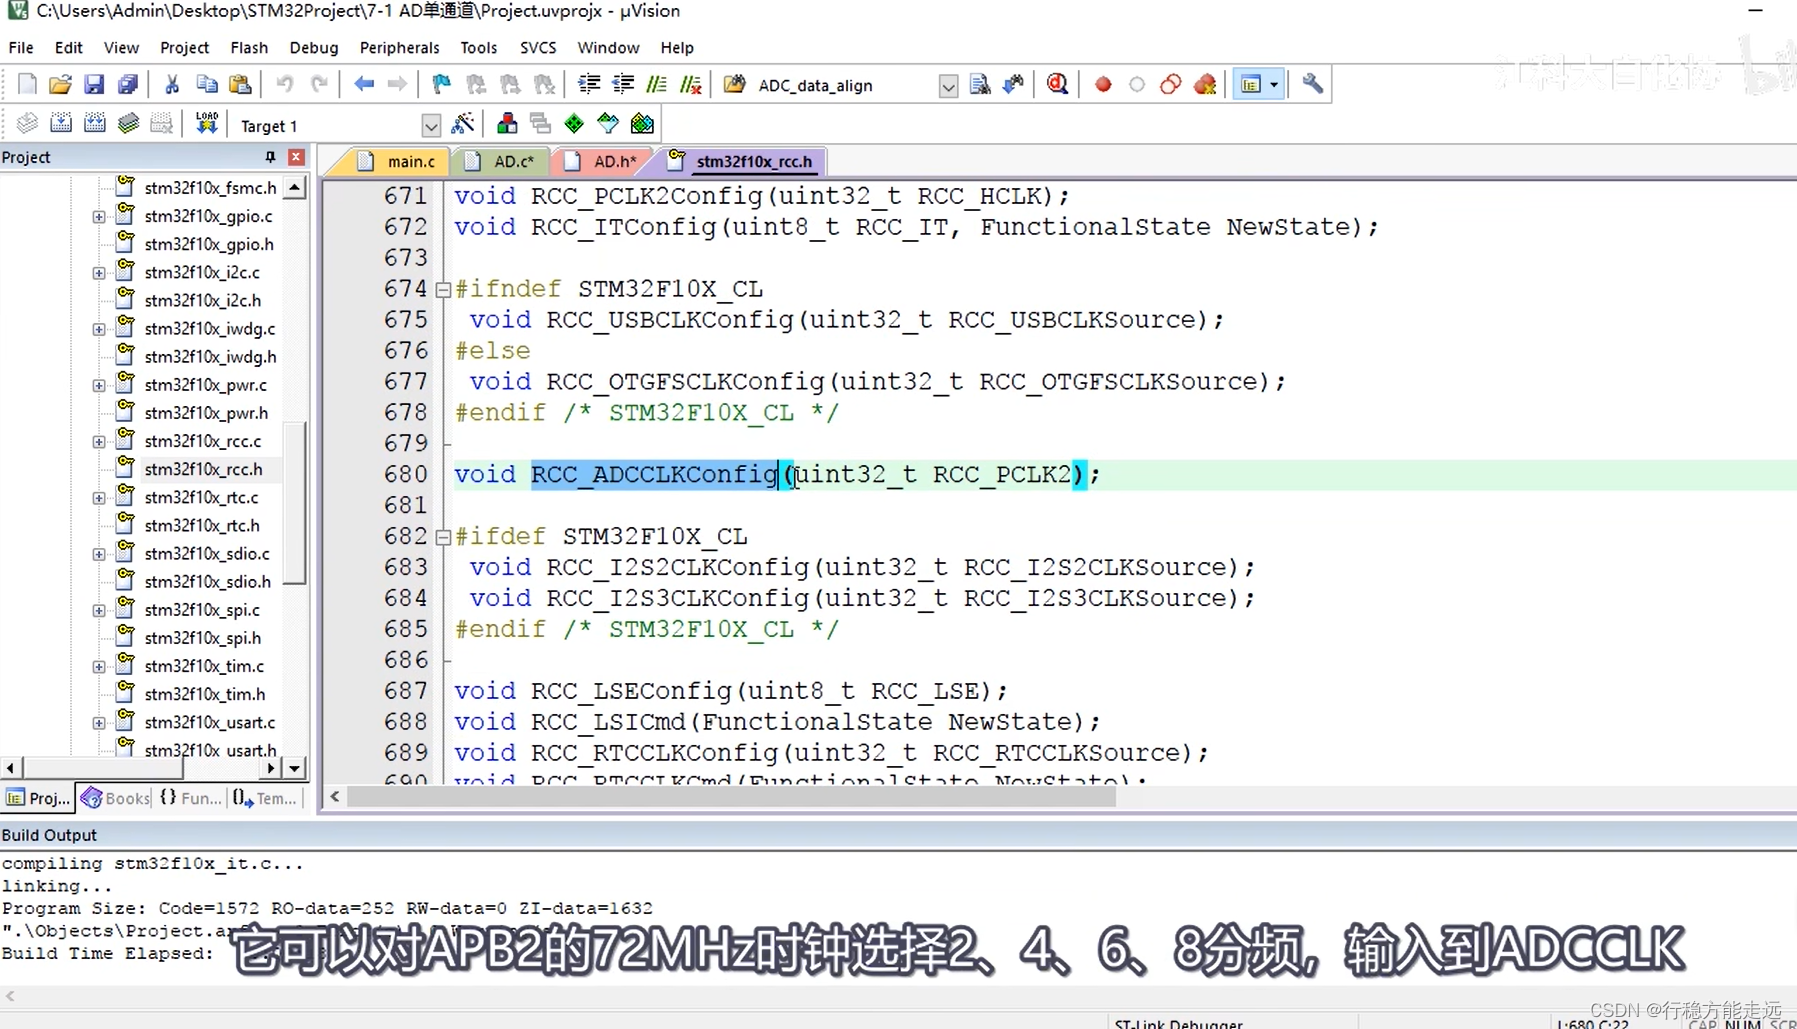 C:\Users\Admin\Desktop\STM32Project\7-1 AD单通道\Project.uvprojx - µVision
File Edit View Project Flash Debug Peripherals Tools SVCS Window Help
ADC_data_align
LOAD Target 1
Project
main.c AD.c* AD.h* stm32f10x_rcc.h
stm32f10x_fsmc.h
stm32f10x_gpio.c
stm32f10x_gpio.h
stm32f10x_i2c.c
stm32f10x_i2c.h
stm32f10x_iwdg.c
stm32f10x_iwdg.h
stm32f10x_pwr.c
stm32f10x_pwr.h
stm32f10x_rcc.c
stm32f10x_rcc.h
stm32f10x_rtc.c
stm32f10x_rtc.h
stm32f10x_sdio.c
stm32f10x_sdio.h
stm32f10x_spi.c
stm32f10x_spi.h
stm32f10x_tim.c
stm32f10x_tim.h
stm32f10x_usart.c
stm32f10x_usart.h
Proj... Books {} Fun... Tem...
671 void RCC_PCLK2Config(uint32_t RCC_HCLK);
672 void RCC_ITConfig(uint8_t RCC_IT, FunctionalState NewState);
673
674 #ifndef STM32F10X_CL
675 void RCC_USBCLKConfig(uint32_t RCC_USBCLKSource);
676 #else
677 void RCC_OTGFSCLKConfig(uint32_t RCC_OTGFSCLKSource);
678 #endif /* STM32F10X_CL */
679
680 void RCC_ADCCLKConfig(uint32_t RCC_PCLK2);
681
682 #ifdef STM32F10X_CL
683 void RCC_I2S2CLKConfig(uint32_t RCC_I2S2CLKSource);
684 void RCC_I2S3CLKConfig(uint32_t RCC_I2S3CLKSource);
685 #endif /* STM32F10X_CL */
686
687 void RCC_LSEConfig(uint8_t RCC_LSE);
688 void RCC_LSICmd(FunctionalState NewState);
689 void RCC_RTCCLKConfig(uint32_t RCC_RTCCLKSource);
690 void RCC_RTCCLKCmd(FunctionalState NewState);
Build Output
compiling stm32f10x_it.c...
linking...
Program Size: Code=1572 RO-data=252 RW-data=0 ZI-data=1632
".\Objects\Project.a
Build Time Elapsed:
它可以对APB2的72MHz时钟选择2、4、6、8分频，输入到ADCCLK
CSDN @行稳方能走远
ST-Link Debugger L:680 C:22 CAP NUM SCR